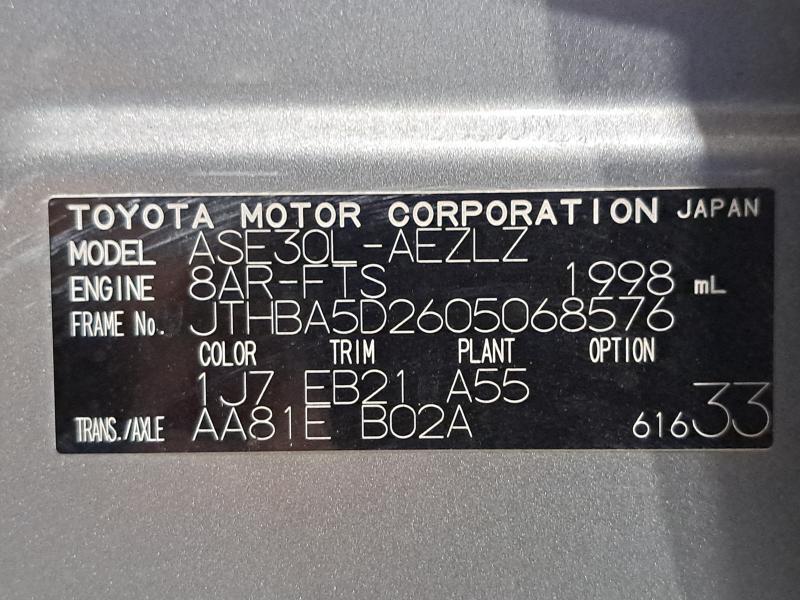 TOYOTA MOTOR CORPORATION JAPAN
MODEL ASE30L-AEZLZ
ENGINE 8AR-FTS 1998 mL
FRAME No. JTHBA5D2605068576
COLOR TRIM PLANT OPTION
1J7 EB21 A55
TRANS./AXLE AA81E B02A 61633